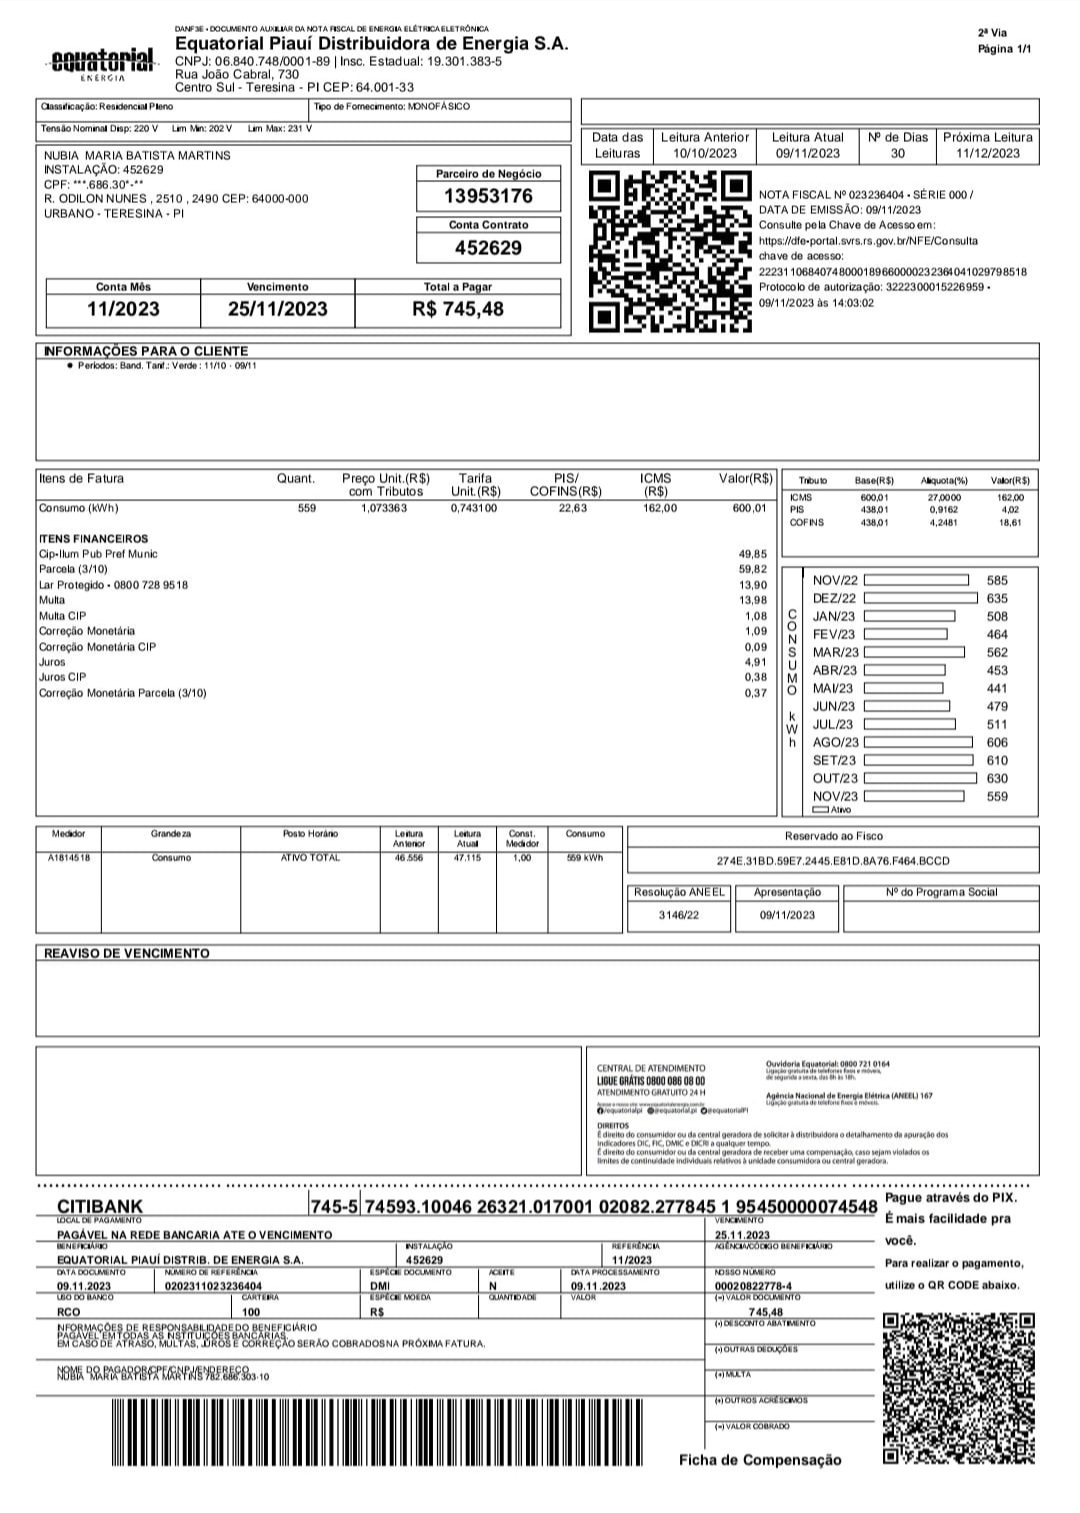 DANF3E - DOCUMENTO AUXILIAR DA NOTA FISCAL DE ENERGIA ELÉTRICA ELETRÔNICA
Equatorial Piauí Distribuidora de Energia S.A.
CNPJ: 06.840.748/0001-89 | Insc. Estadual: 19.301.383-5
Rua João Cabral, 730
Centro Sul - Teresina - PI CEP: 64.001-33
equatorial
ENERGIA
2ª Via
Página 1/1
Classificação: Residencial Pleno
Tipo de Fornecimento: MONOFÁSICO
Tensão Nominal Disp: 220 V Lim Min: 202 V Lim Max: 231 V
Data das Leituras
Leitura Anterior 10/10/2023
Leitura Atual 09/11/2023
Nº de Dias 30
Próxima Leitura 11/12/2023
NUBIA MARIA BATISTA MARTINS
INSTALAÇÃO: 452629
CPF: ***.686.30*-**
R. ODILON NUNES , 2510 , 2490 CEP: 64000-000
URBANO - TERESINA - PI
Parceiro de Negócio
13953176
Conta Contrato
452629
Conta Mês
11/2023
Vencimento
25/11/2023
Total a Pagar
R$ 745,48
NOTA FISCAL Nº 023236404 - SÉRIE 000 /
DATA DE EMISSÃO: 09/11/2023
Consulte pela Chave de Acesso em:
https://dfe-portal.svrs.rs.gov.br/NFE/Consulta
chave de acesso:
22231106840748000189660000232364041029798518
Protocolo de autorização: 3222300015226959 -
09/11/2023 às 14:03:02
INFORMAÇÕES PARA O CLIENTE
● Períodos: Band. Tarif.: Verde : 11/10 - 09/11
Itens de Fatura Quant. Preço Unit.(R$) com Tributos Tarifa Unit.(R$) PIS/ COFINS(R$) ICMS (R$) Valor(R$)
Consumo (kWh) 559 1,073363 0,743100 22,63 162,00 600,01
ITENS FINANCEIROS
Cip-Ilum Pub Pref Munic 49,85
Parcela (3/10) 59,82
Lar Protegido - 0800 728 9518 13,90
Multa 13,98
Multa CIP 1,08
Correção Monetária 1,09
Correção Monetária CIP 0,09
Juros 4,91
Juros CIP 0,38
Correção Monetária Parcela (3/10) 0,37
Tributo Base(R$) Aliquota(%) Valor(R$)
ICMS 600,01 27,0000 162,00
PIS 438,01 0,9162 4,02
COFINS 438,01 4,2481 18,61
CONSUMO kWh
NOV/22 585
DEZ/22 635
JAN/23 508
FEV/23 464
MAR/23 562
ABR/23 453
MAI/23 441
JUN/23 479
JUL/23 511
AGO/23 606
SET/23 610
OUT/23 630
NOV/23 559
Ativo
Medidor Grandeza Posto Horário Leitura Anterior Leitura Atual Const. Medidor Consumo
A1814518 Consumo ATIVO TOTAL 46.556 47.115 1,00 559 kWh
Reservado ao Fisco
274E.31BD.59E7.2445.E81D.8A76.F464.BCCD
Resolução ANEEL
3146/22
Apresentação
09/11/2023
Nº do Programa Social
REAVISO DE VENCIMENTO
CENTRAL DE ATENDIMENTO
LIGUE GRÁTIS 0800 086 08 00
ATENDIMENTO GRATUITO 24 H
/equatorialpi @equatorial.pi @equatorialPI
Ouvidoria Equatorial: 0800 721 0164
Ligação gratuita de telefones fixos e móveis,
de segunda a sexta, das 8h às 18h.
Agência Nacional de Energia Elétrica (ANEEL) 167
Ligação gratuita de telefone fixos e móveis.
DIREITOS
É direito do consumidor ou da central geradora de solicitar à distribuidora o detalhamento da apuração dos
indicadores DIC, FIC, DMIC e DICRI a qualquer tempo.
É direito do consumidor ou da central geradora de receber uma compensação, caso sejam violados os
limites de continuidade individuais relativos à unidade consumidora ou central geradora.
CITIBANK 745-5 74593.10046 26321.017001 02082.277845 1 95450000074548
LOCAL DE PAGAMENTO
PAGÁVEL NA REDE BANCARIA ATE O VENCIMENTO
VENCIMENTO
25.11.2023
BENEFICIÁRIO
EQUATORIAL PIAUÍ DISTRIB. DE ENERGIA S.A.
INSTALAÇÃO
452629
REFERÊNCIA
11/2023
AGÊNCIA/CÓDIGO BENEFICIÁRIO
DATA DOCUMENTO
09.11.2023
NÚMERO DE REFERÊNCIA
0202311023236404
ESPÉCIE DOCUMENTO
DMI
ACEITE
N
DATA PROCESSAMENTO
09.11.2023
NOSSO NÚMERO
00020822778-4
USO DO BANCO
RCO
CARTEIRA
100
ESPÉCIE MOEDA
R$
QUANTIDADE
VALOR
(=) VALOR DOCUMENTO
745,48
INFORMAÇÕES DE RESPONSABILIDADE DO BENEFICIÁRIO
PAGÁVEL EM TODAS AS INSTITUIÇÕES BANCÁRIAS.
EM CASO DE ATRASO, MULTAS, JUROS E CORREÇÃO SERÃO COBRADOS NA PRÓXIMA FATURA.
(-) DESCONTO ABATIMENTO
(-) OUTRAS DEDUÇÕES
(+) MULTA
(+) OUTROS ACRÉSCIMOS
(=) VALOR COBRADO
NOME DO PAGADOR/CPF/CNPJ/ENDEREÇO
NUBIA MARIA BATISTA MARTINS 782.686.303-10
Ficha de Compensação
Pague através do PIX.
É mais facilidade pra
você.
Para realizar o pagamento,
utilize o QR CODE abaixo.